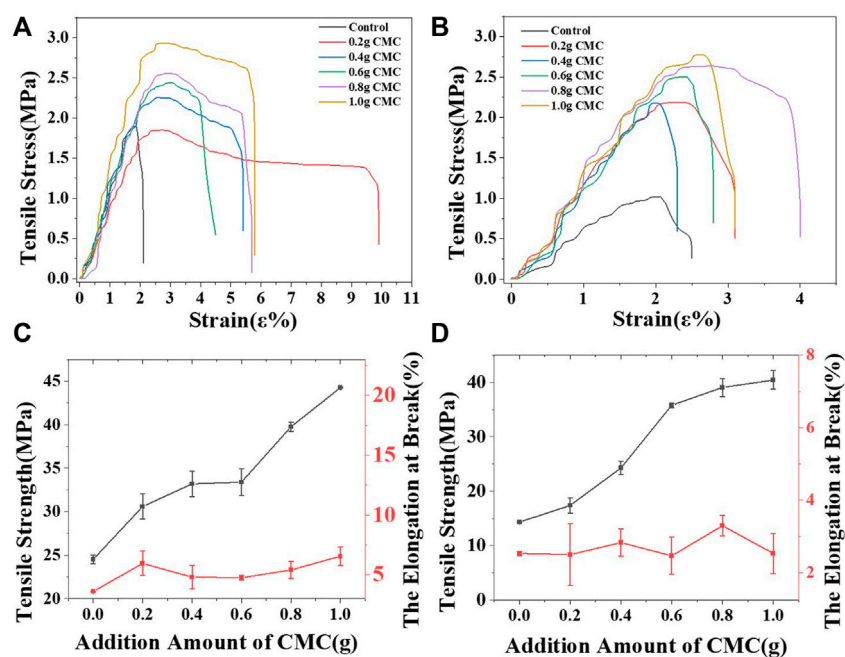 A
Tensile Stress(MPa)
3.0
2.5
2.0
1.5
1.0
0.5
0.0
Control
0.2g CMC
0.4g CMC
0.6g CMC
0.8g CMC
1.0g CMC
0 1 2 3 4 5 6 7 8 9 10 11
Strain(ε%)
B
Tensile Stress(MPa)
3.0
2.5
2.0
1.5
1.0
0.5
0.0
Control
0.2g CMC
0.4g CMC
0.6g CMC
0.8g CMC
1.0g CMC
0 1 2 3 4
Strain(ε%)
C
Tensile Strength(MPa)
45
40
35
30
25
20
20
15
10
5
The Elongation at Break(%)
0.0 0.2 0.4 0.6 0.8 1.0
Addition Amount of CMC(g)
D
Tensile Strength(MPa)
40
30
20
10
0
8
6
4
2
The Elongation at Break(%)
0.0 0.2 0.4 0.6 0.8 1.0
Addition Amount of CMC(g)